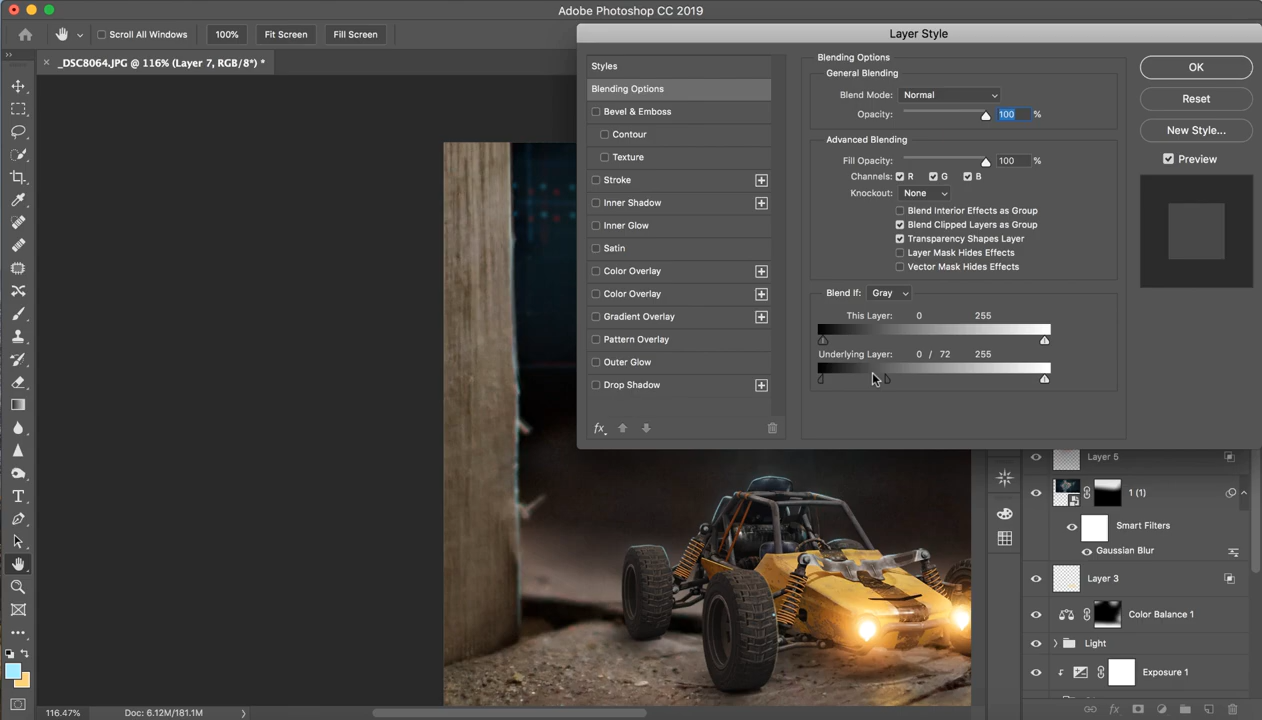 Adobe Photoshop CC 2019
Scroll All Windows
100%
Fit Screen
Fill Screen
_DSC8064.JPG @ 116% (Layer 7, RGB/8*) *
Layer Style
Styles
Blending Options
Bevel & Emboss
Contour
Texture
Stroke
Inner Shadow
Inner Glow
Satin
Color Overlay
Color Overlay
Gradient Overlay
Pattern Overlay
Outer Glow
Drop Shadow
fx
Blending Options
General Blending
Blend Mode: Normal
Opacity: 100 %
Advanced Blending
Fill Opacity: 100 %
Channels: R G B
Knockout: None
Blend Interior Effects as Group
Blend Clipped Layers as Group
Transparency Shapes Layer
Layer Mask Hides Effects
Vector Mask Hides Effects
Blend If: Gray
This Layer: 0 255
Underlying Layer: 0 / 72 255
OK
Reset
New Style...
Preview
Layer 5
1 (1)
Smart Filters
Gaussian Blur
Layer 3
Color Balance 1
Light
Exposure 1
fx
116.47%
Doc: 6.12M/181.1M